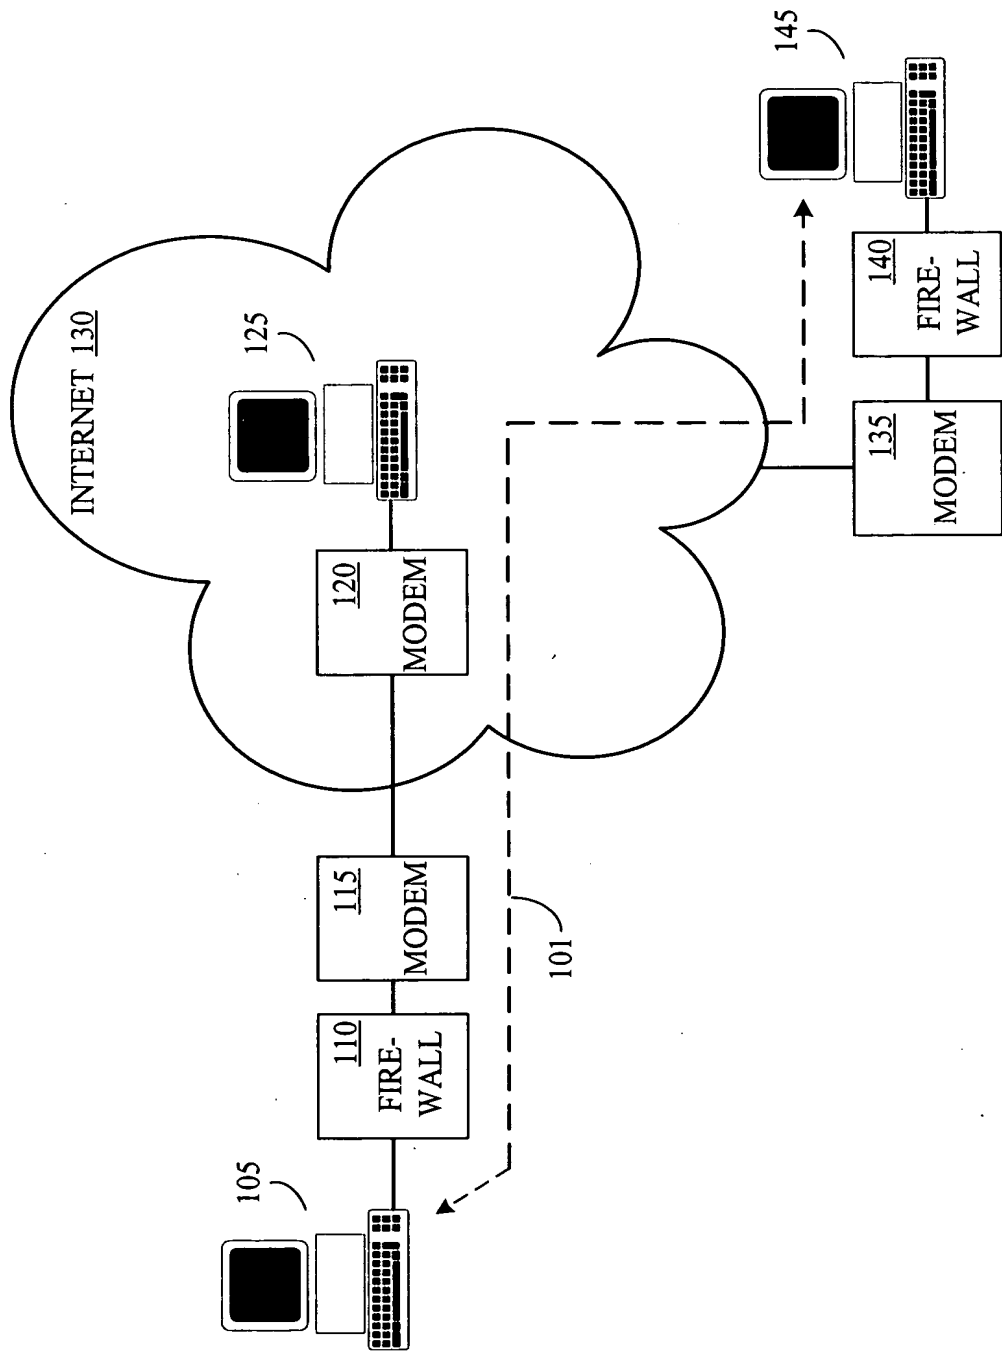 INTERNET 130
125
145
120
MODEM
115
MODEM
110
FIRE-
WALL
105
101
135
MODEM
140
FIRE-
WALL